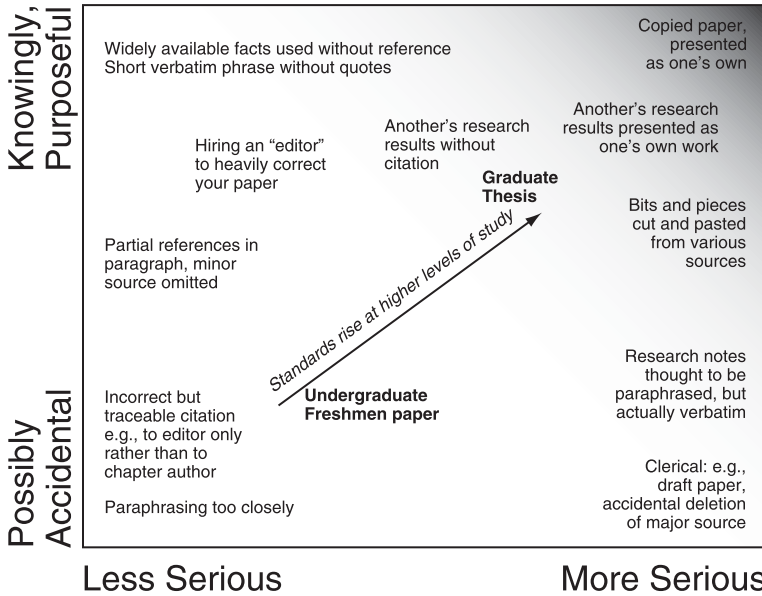 Knowingly,
Purposeful
Widely available facts used without reference
Short verbatim phrase without quotes
Copied paper,
presented
as one's own
Hiring an “editor”
to heavily correct
your paper
Another's research
results without
citation
Another's research
results presented as
one's own work
Graduate
Thesis
Bits and pieces
cut and pasted
from various
sources
Partial references in
paragraph, minor
source omitted
Standards rise at higher levels of study
Undergraduate
Freshmen paper
Research notes
thought to be
paraphrased, but
actually verbatim
Possibly
Accidental
Incorrect but
traceable citation
e.g., to editor only
rather than to
chapter author
Paraphrasing too closely
Clerical: e.g.,
draft paper,
accidental deletion
of major source
Less Serious
More Serious